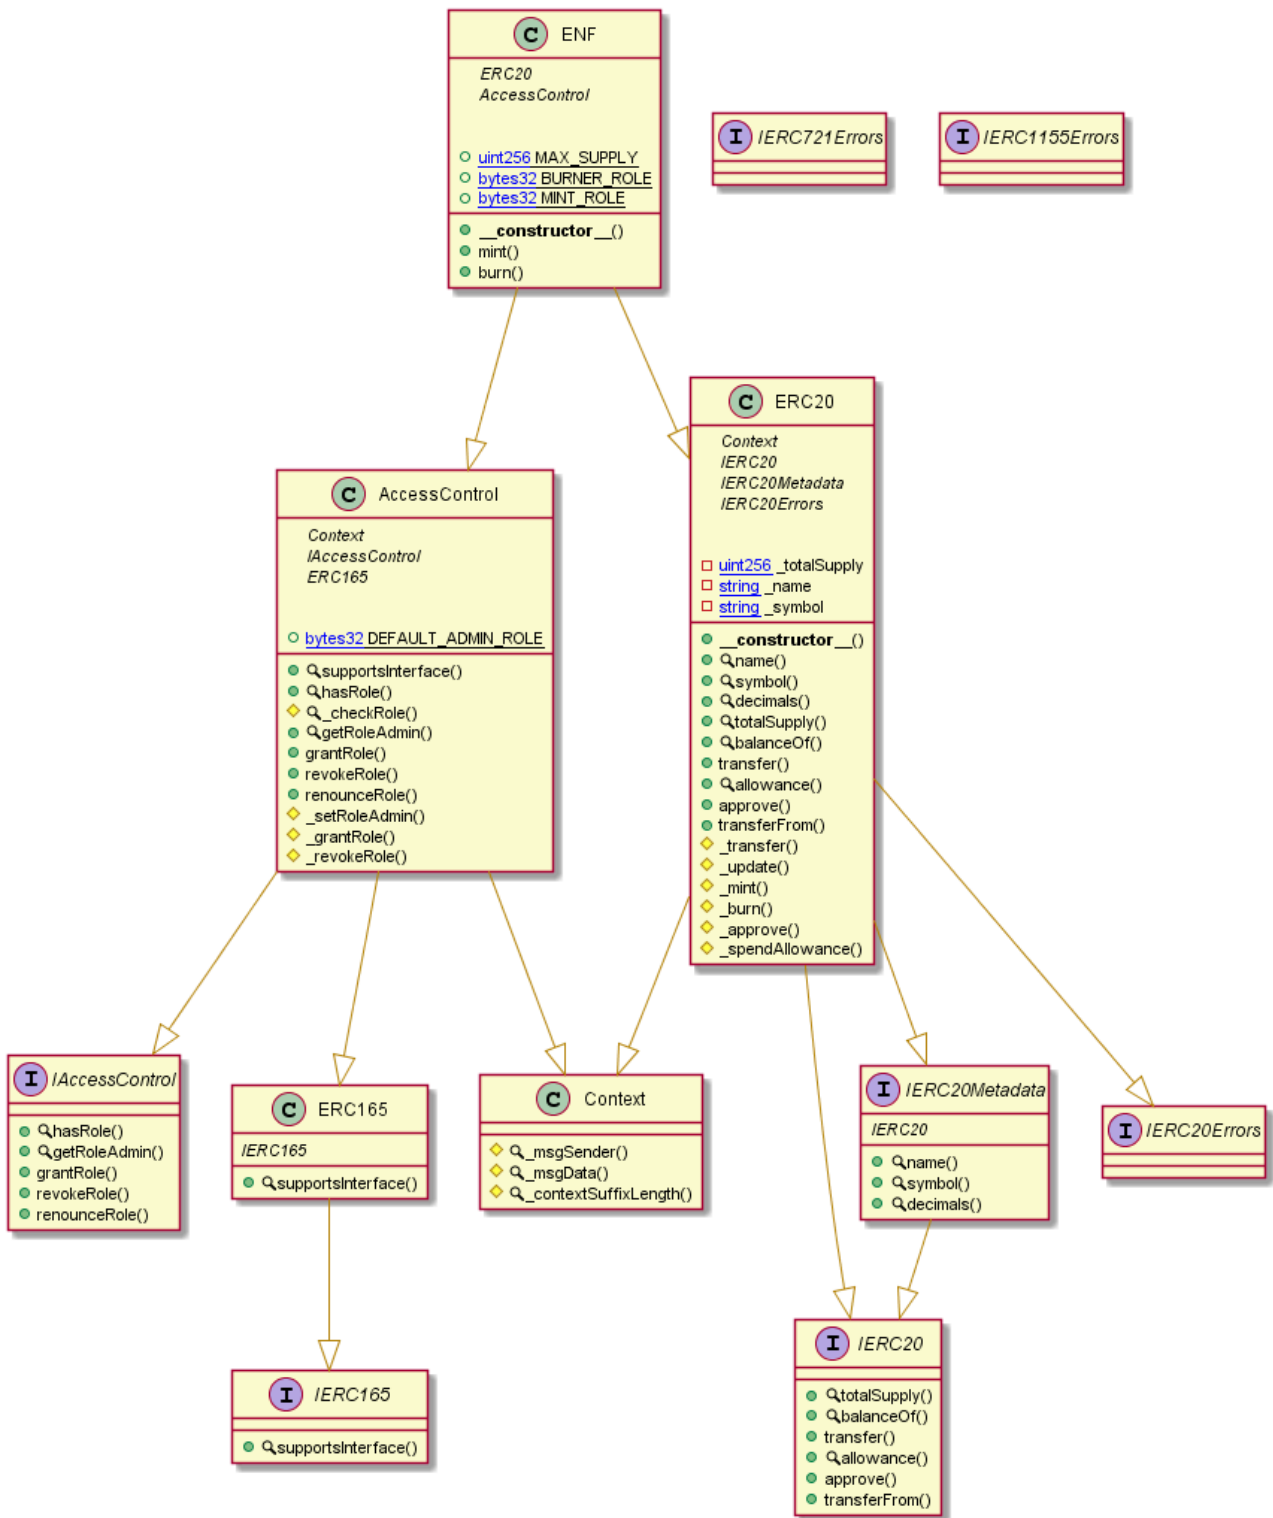 C ENF
ERC20
AccessControl
uint256 MAX_SUPPLY
bytes32 BURNER_ROLE
bytes32 MINT_ROLE
__constructor__()
mint()
burn()
I IERC721Errors
I IERC1155Errors
C ERC20
Context
IERC20
IERC20Metadata
IERC20Errors
uint256 _totalSupply
string _name
string _symbol
__constructor__()
name()
symbol()
decimals()
totalSupply()
balanceOf()
transfer()
allowance()
approve()
transferFrom()
_transfer()
_update()
_mint()
_burn()
_approve()
_spendAllowance()
C AccessControl
Context
IAccessControl
ERC165
bytes32 DEFAULT_ADMIN_ROLE
supportsInterface()
hasRole()
_checkRole()
getRoleAdmin()
grantRole()
revokeRole()
renounceRole()
_setRoleAdmin()
_grantRole()
_revokeRole()
I IAccessControl
hasRole()
getRoleAdmin()
grantRole()
revokeRole()
renounceRole()
C ERC165
IERC165
supportsInterface()
C Context
_msgSender()
_msgData()
_contextSuffixLength()
I IERC20Metadata
IERC20
name()
symbol()
decimals()
I IERC20Errors
I IERC165
supportsInterface()
I IERC20
totalSupply()
balanceOf()
transfer()
allowance()
approve()
transferFrom()